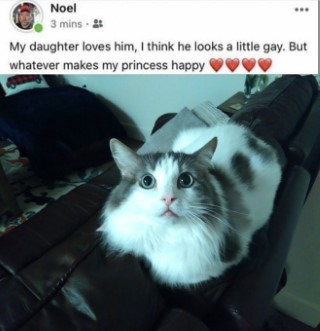 Noel
3 mins ·
My daughter loves him, I think he looks a little gay. But
whatever makes my princess happy ❤❤❤❤